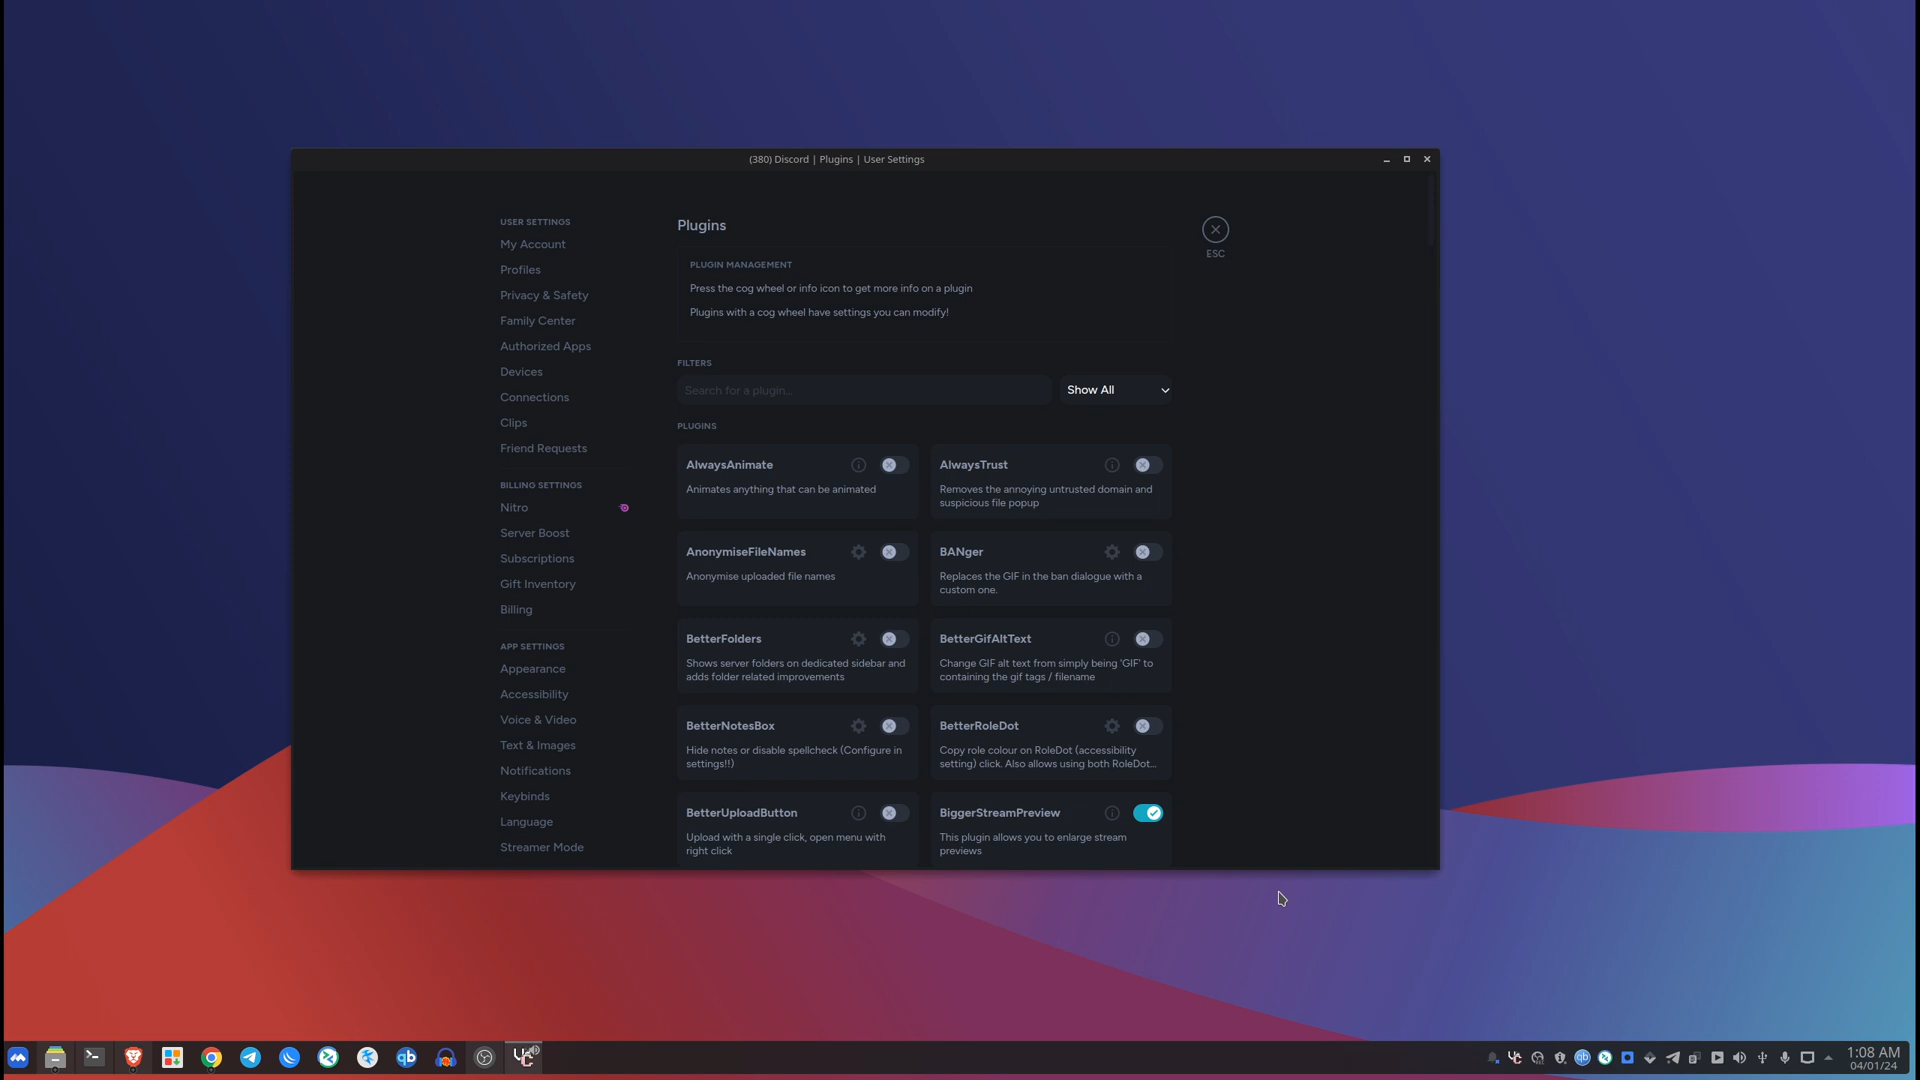 (380) Discord | Plugins | User Settings
USER SETTINGS
My Account
Profiles
Privacy & Safety
Family Center
Authorized Apps
Devices
Connections
Clips
Friend Requests
BILLING SETTINGS
Nitro
Server Boost
Subscriptions
Gift Inventory
Billing
APP SETTINGS
Appearance
Accessibility
Voice & Video
Text & Images
Notifications
Keybinds
Language
Streamer Mode
Plugins
ESC
PLUGIN MANAGEMENT
Press the cog wheel or info icon to get more info on a plugin
Plugins with a cog wheel have settings you can modify!
FILTERS
Search for a plugin...
Show All
PLUGINS
AlwaysAnimate
Animates anything that can be animated
AlwaysTrust
Removes the annoying untrusted domain and
suspicious file popup
AnonymiseFileNames
Anonymise uploaded file names
BANger
Replaces the GIF in the ban dialogue with a
custom one.
BetterFolders
Shows server folders on dedicated sidebar and
adds folder related improvements
BetterGifAltText
Change GIF alt text from simply being 'GIF' to
containing the gif tags / filename
BetterNotesBox
Hide notes or disable spellcheck (Configure in
settings!!)
BetterRoleDot
Copy role colour on RoleDot (accessibility
setting) click. Also allows using both RoleDot...
BetterUploadButton
Upload with a single click, open menu with
right click
BiggerStreamPreview
This plugin allows you to enlarge stream
previews
1:08 AM
04/01/24